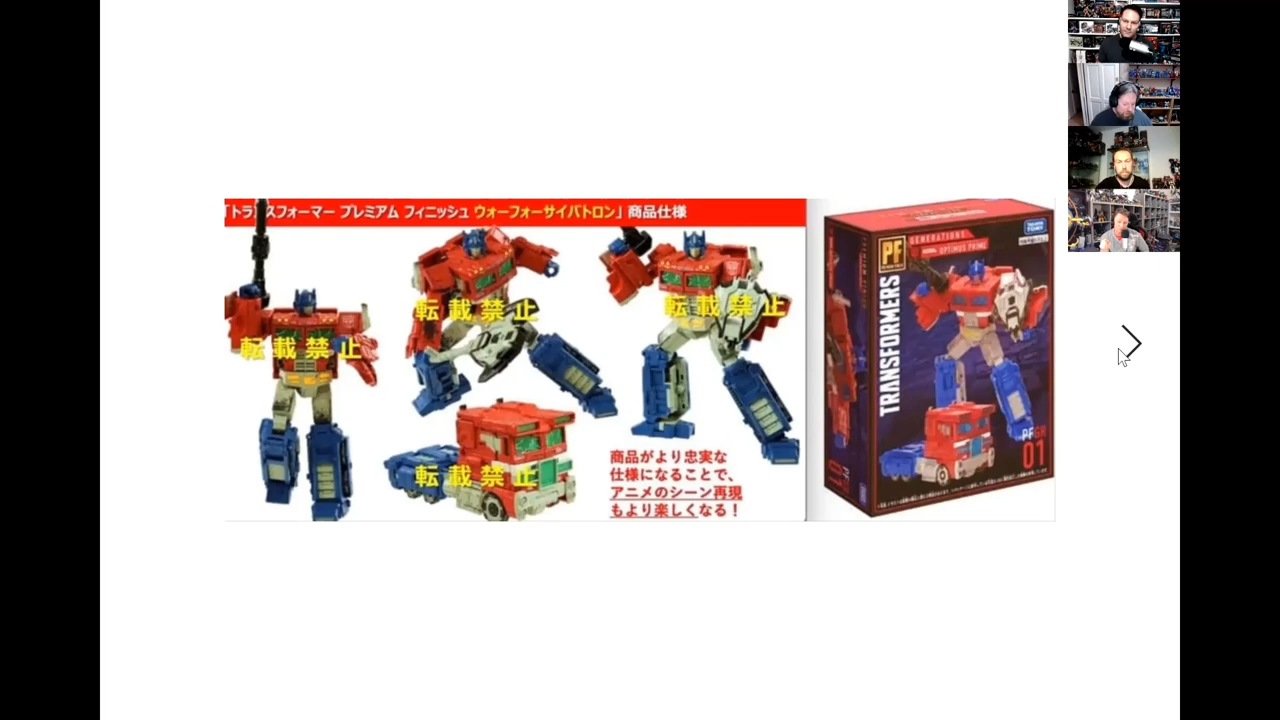 「トランスフォーマー プレミアム フィニッシュ ウォーフォーサイバトロン」商品仕様
転載禁止
転載禁止
転載禁止
転載禁止
商品がより忠実な
仕様になることで、
アニメのシーン再現
もより楽しくなる！
PF
GENERATIONS
OPTIMUS PRIME
TAKARA TOMY
TRANSFORMERS
PFGR
01